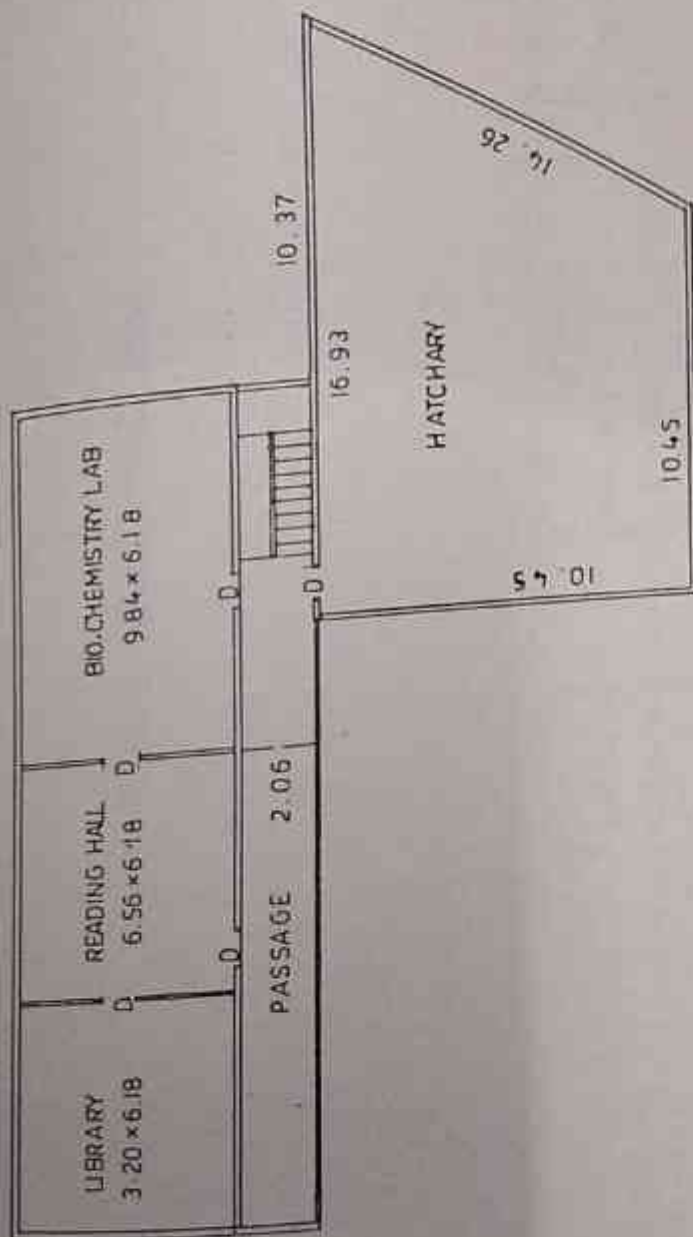 LIBRARY
3.20×6.18
D
READING HALL
6.56×6.18
D
BIO.CHEMISTRY LAB
9.84×6.18
D
D
PASSAGE 2.06
D
10.37
16.93
HATCHARY
14.26
10.45
10.45